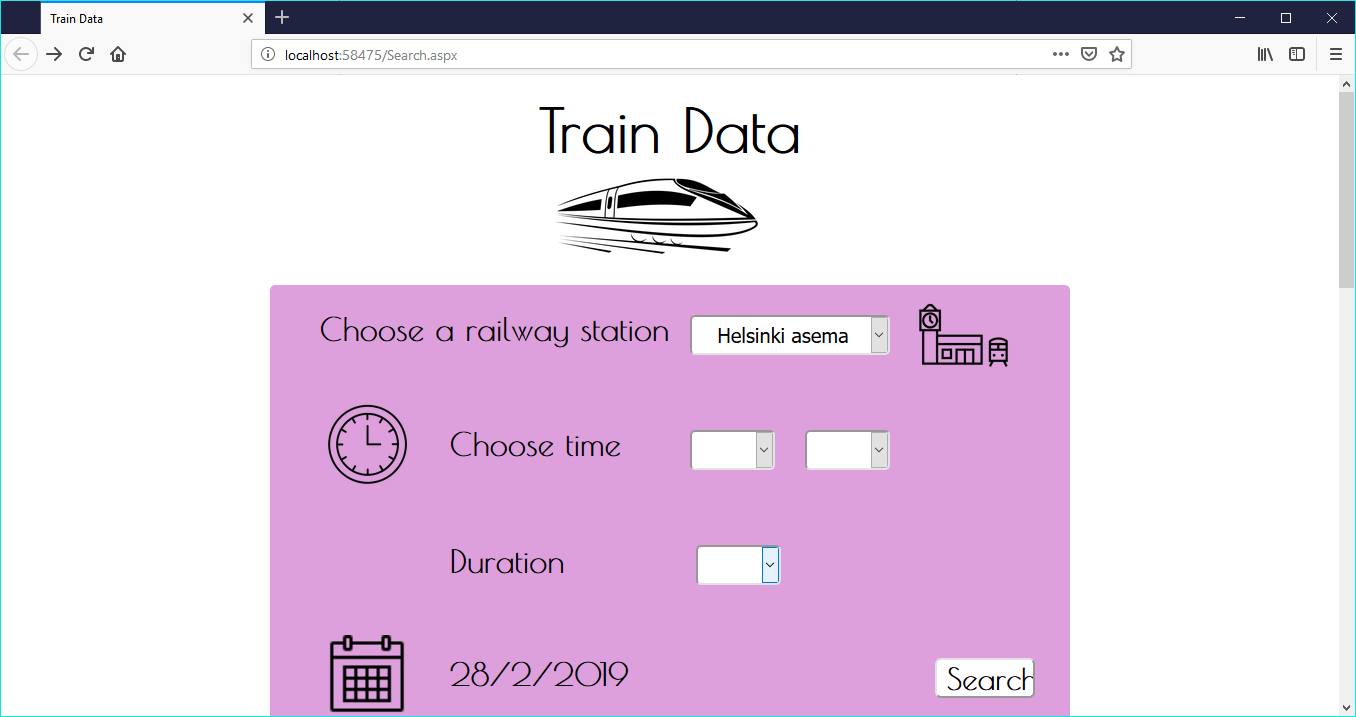 Train Data
localhost:58475/Search.aspx
Train Data
Choose a railway station
Helsinki asema
Choose time
Duration
28/2/2019
Search